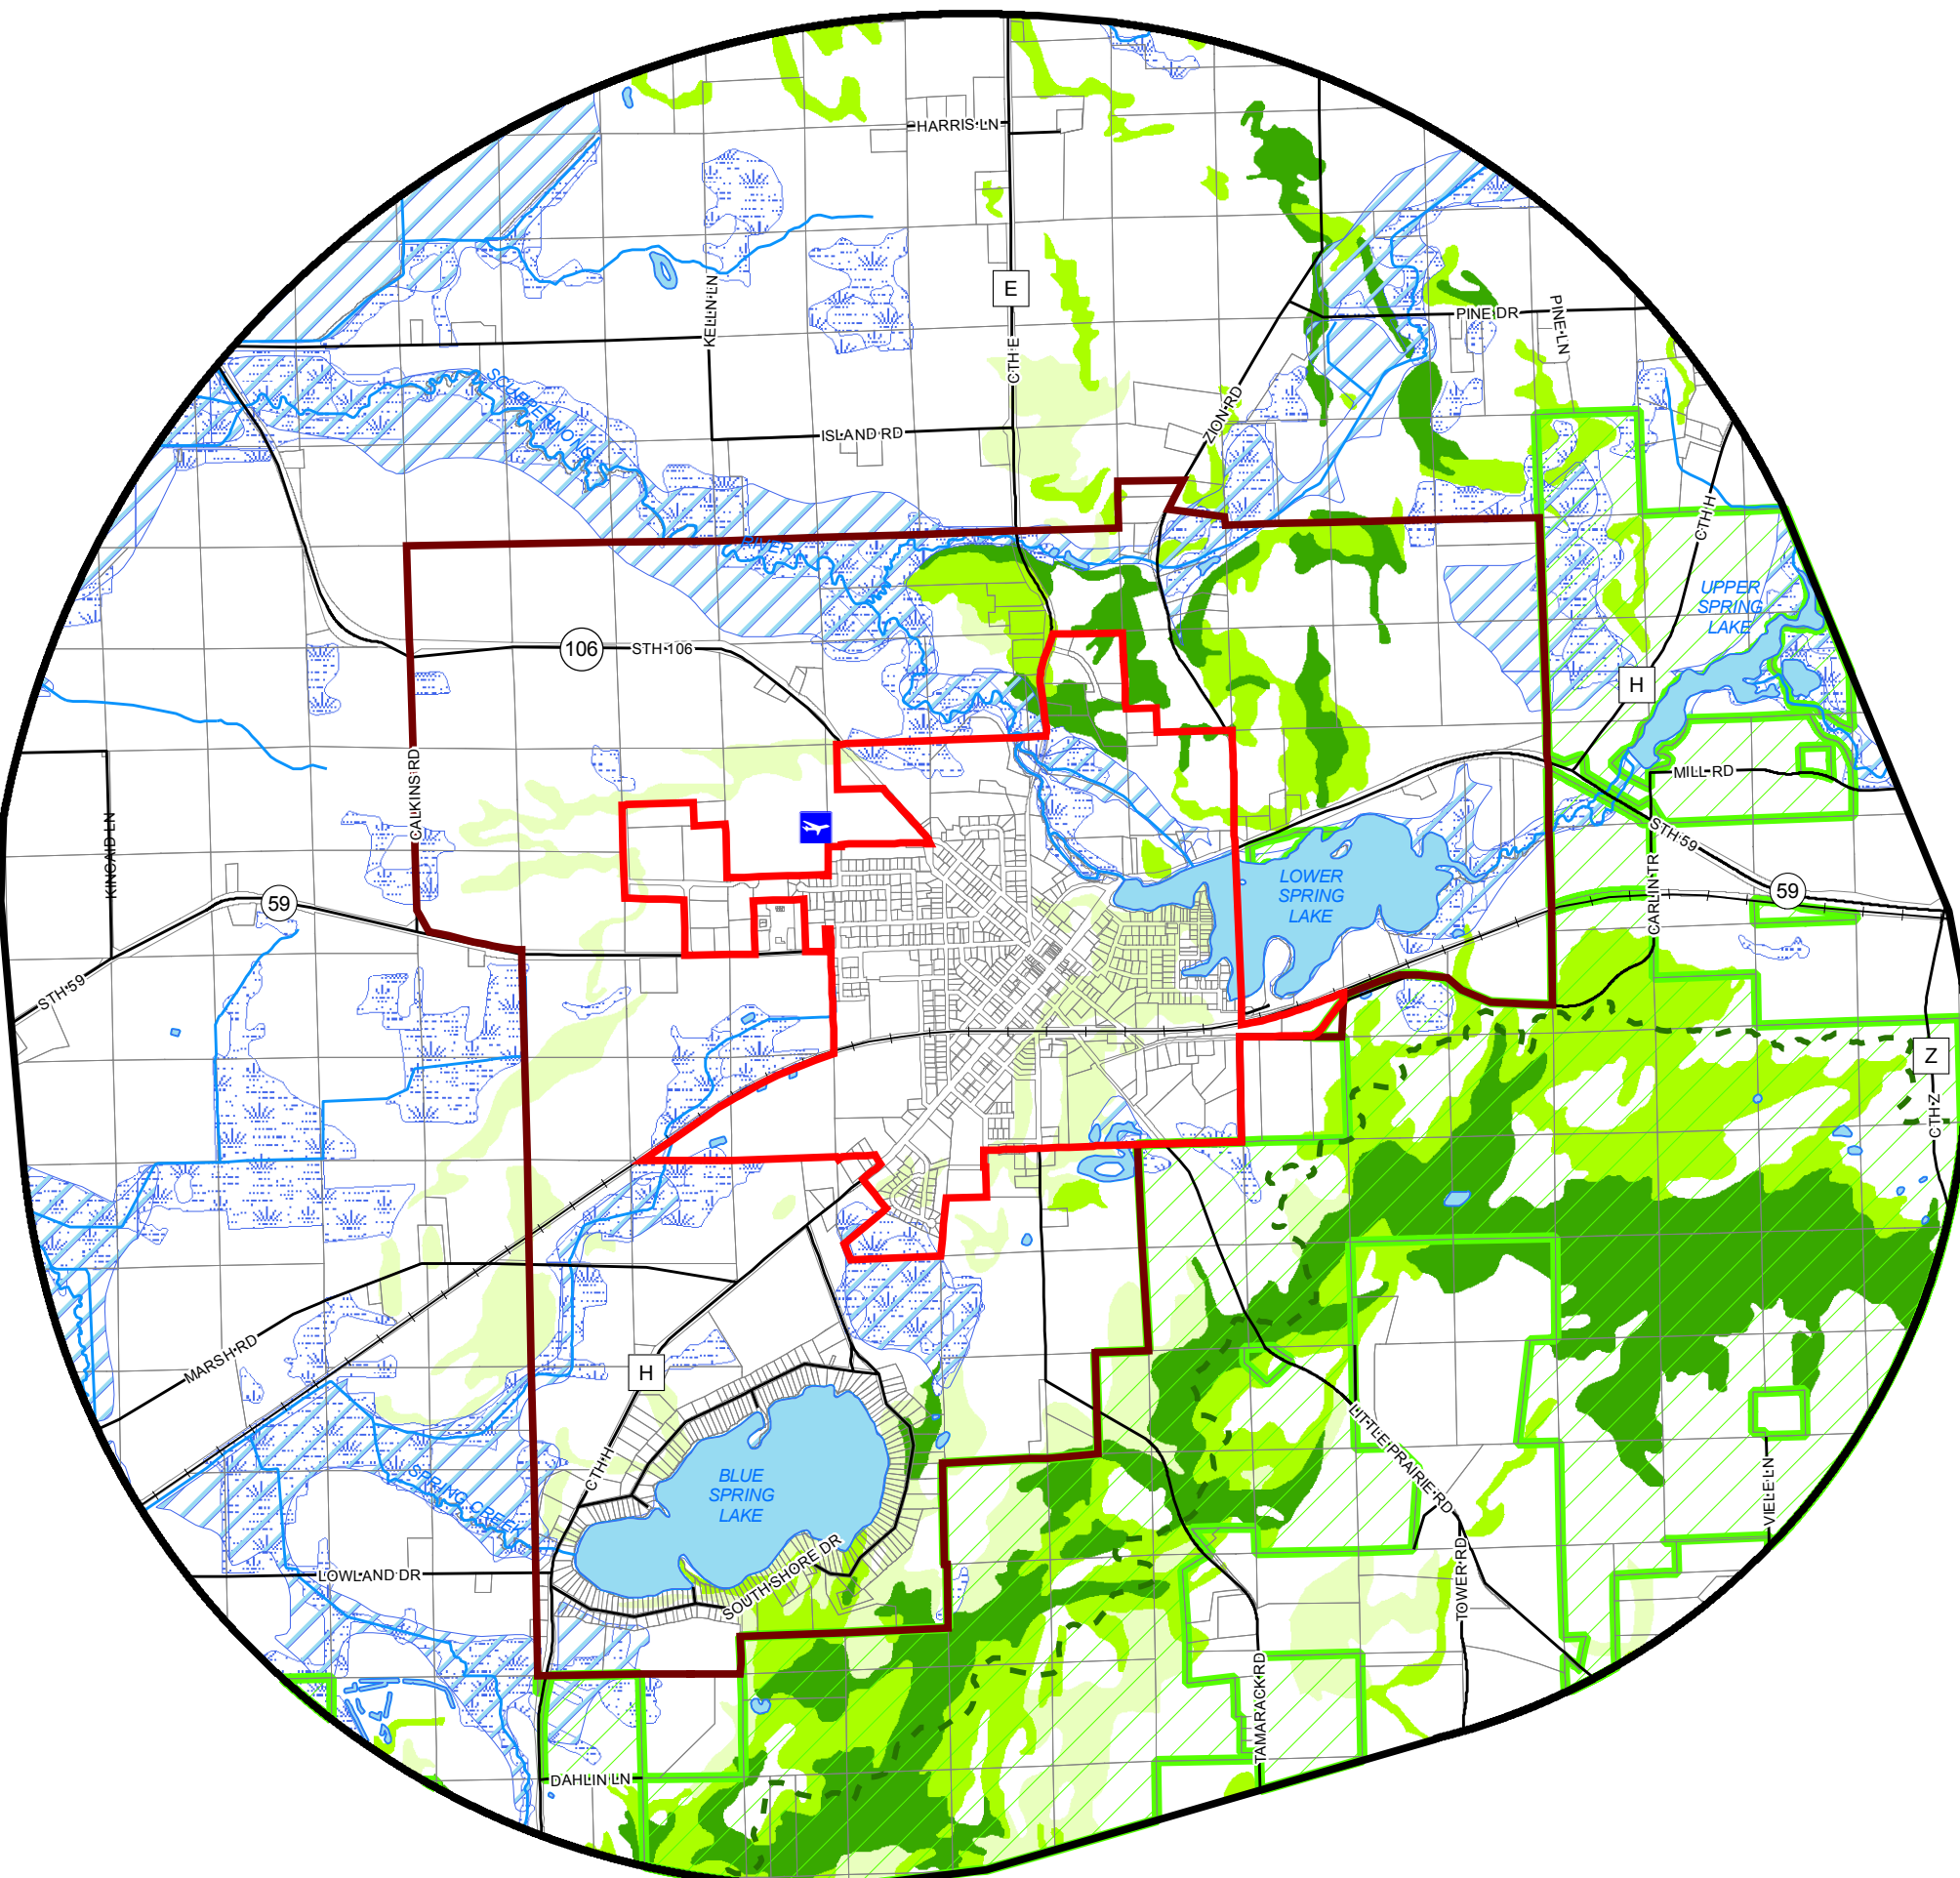 HARRIS LN
E
KELLN LN
CTH E
PINE DR
PINE LN
SCUPPERNONG
ISLAND RD
ZION RD
CTH H
RIVER
UPPER
SPRING
LAKE
106
STH 106
H
CALKINS RD
MILL RD
KINCAID LN
STH 59
59
LOWER
SPRING
LAKE
CARLIN TR
59
STH 59
Z
CTH Z
MARSH RD
H
LITTLE PRAIRIE RD
CTH H
BLUE
SPRING
LAKE
SPRING CREEK
VIELE LN
LOWLAND DR
SOUTH SHORE DR
TOWER RD
TAMARACK RD
DAHLIN LN